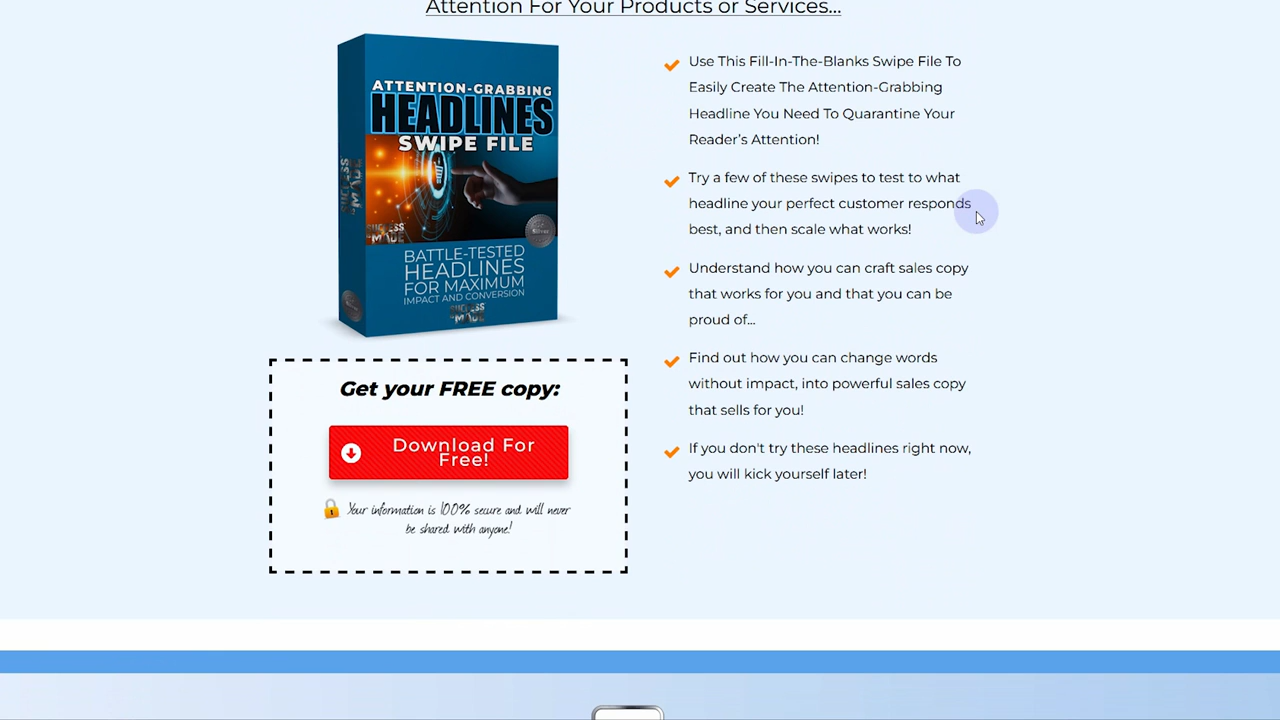 Attention For Your Products or Services...
ATTENTION-GRABBING
HEADLINES
SWIPE FILE
SUCCESS
MADE
BATTLE-TESTED
HEADLINES
FOR MAXIMUM
IMPACT AND CONVERSION
SUCCESS
MADE
Get your FREE copy:
Download For
Free!
Your information is 100% secure and will never
be shared with anyone!
Use This Fill-In-The-Blanks Swipe File To
Easily Create The Attention-Grabbing
Headline You Need To Quarantine Your
Reader's Attention!
Try a few of these swipes to test to what
headline your perfect customer responds
best, and then scale what works!
Understand how you can craft sales copy
that works for you and that you can be
proud of...
Find out how you can change words
without impact, into powerful sales copy
that sells for you!
If you don't try these headlines right now,
you will kick yourself later!